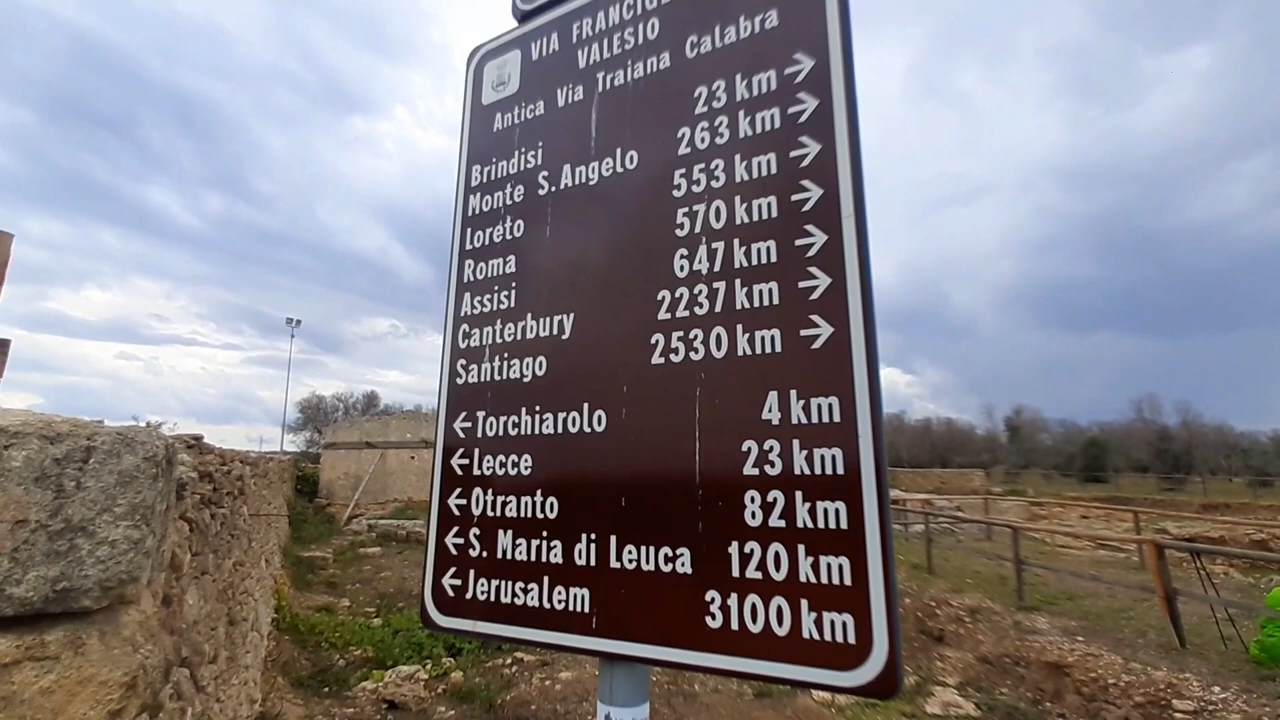 VIA FRANCIGE
VALESIO
Antica Via Traiana Calabra
Brindisi 23 km →
Monte S.Angelo 263 km →
Loreto 553 km →
Roma 570 km →
Assisi 647 km →
Canterbury 2237 km →
Santiago 2530 km →
← Torchiarolo 4 km
← Lecce 23 km
← Otranto 82 km
← S. Maria di Leuca 120 km
← Jerusalem 3100 km